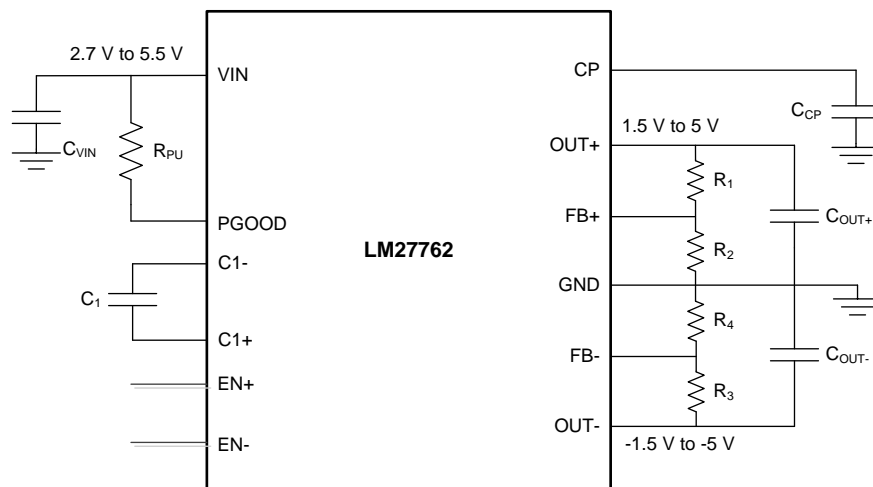 2.7 V to 5.5 V
VIN
CP
C_VIN
R_PU
C_CP
1.5 V to 5 V
OUT+
R_1
PGOOD
FB+
C_OUT+
LM27762
R_2
C1-
GND
C_1
R_4
C1+
FB-
C_OUT-
EN+
R_3
OUT-
EN-
-1.5 V to -5 V